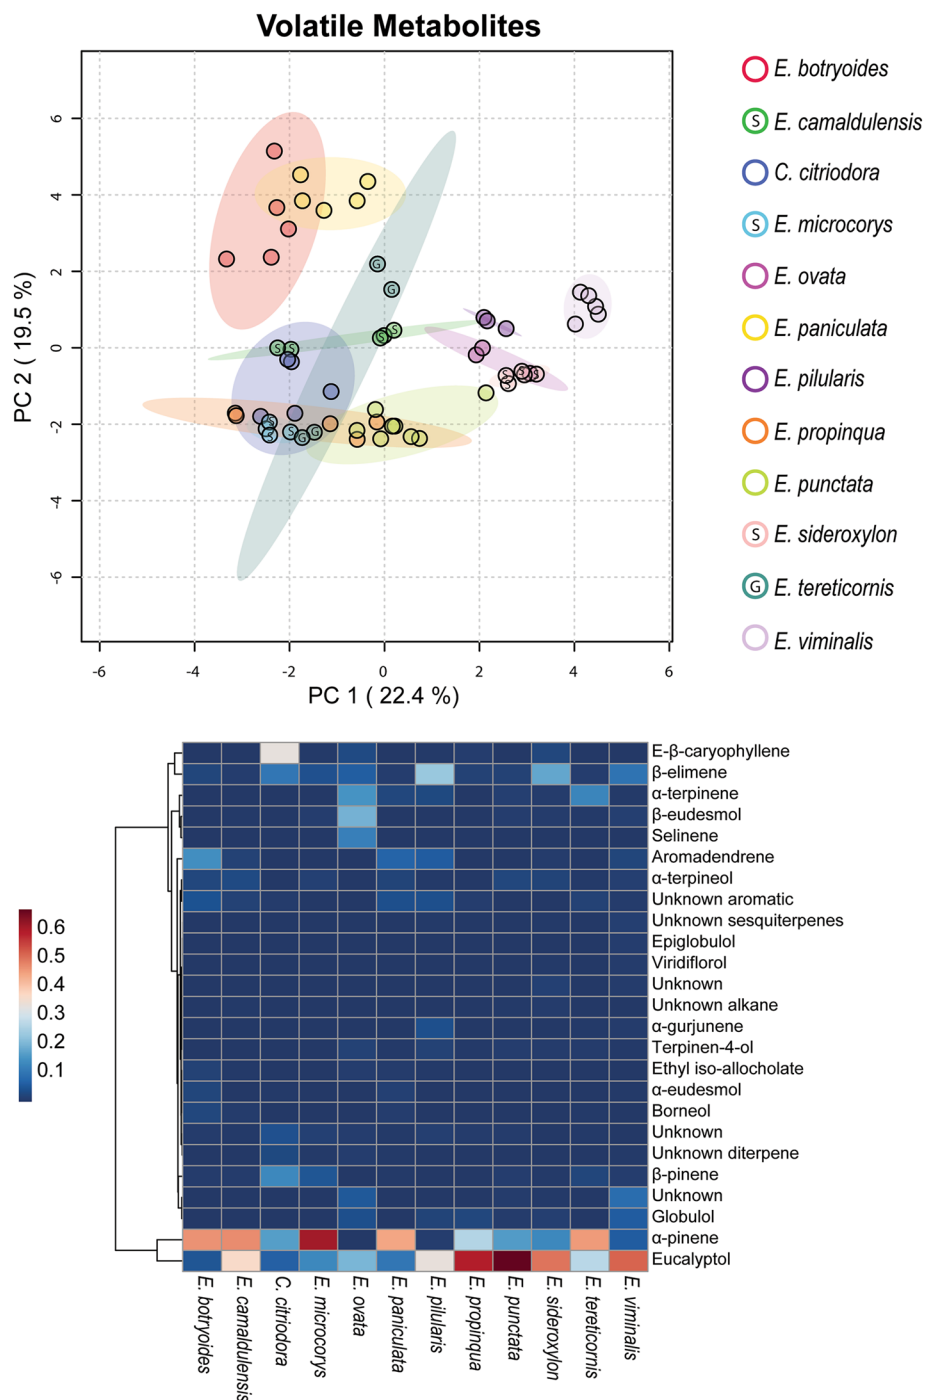 Volatile Metabolites
PC 2 ( 19.5 %)
6
4
2
0
-2
-4
-6
-6
-4
-2
0
2
4
6
PC 1 ( 22.4 %)
E. botryoides
S E. camaldulensis
C. citriodora
S E. microcorys
E. ovata
E. paniculata
E. pilularis
E. propinqua
E. punctata
S E. sideroxylon
G E. tereticornis
E. viminalis
G
G
S
S
S
S
S
S
S
S
S
S
S
G
G
0.6
0.5
0.4
0.3
0.2
0.1
E-β-caryophyllene
β-elimene
α-terpinene
β-eudesmol
Selinene
Aromadendrene
α-terpineol
Unknown aromatic
Unknown sesquiterpenes
Epiglobulol
Viridiflorol
Unknown
Unknown alkane
α-gurjunene
Terpinen-4-ol
Ethyl iso-allocholate
α-eudesmol
Borneol
Unknown
Unknown diterpene
β-pinene
Unknown
Globulol
α-pinene
Eucalyptol
E. botryoides
E. camaldulensis
C. citriodora
E. microcorys
E. ovata
E. paniculata
E. pilularis
E. propinqua
E. punctata
E. sideroxylon
E. tereticornis
E. viminalis